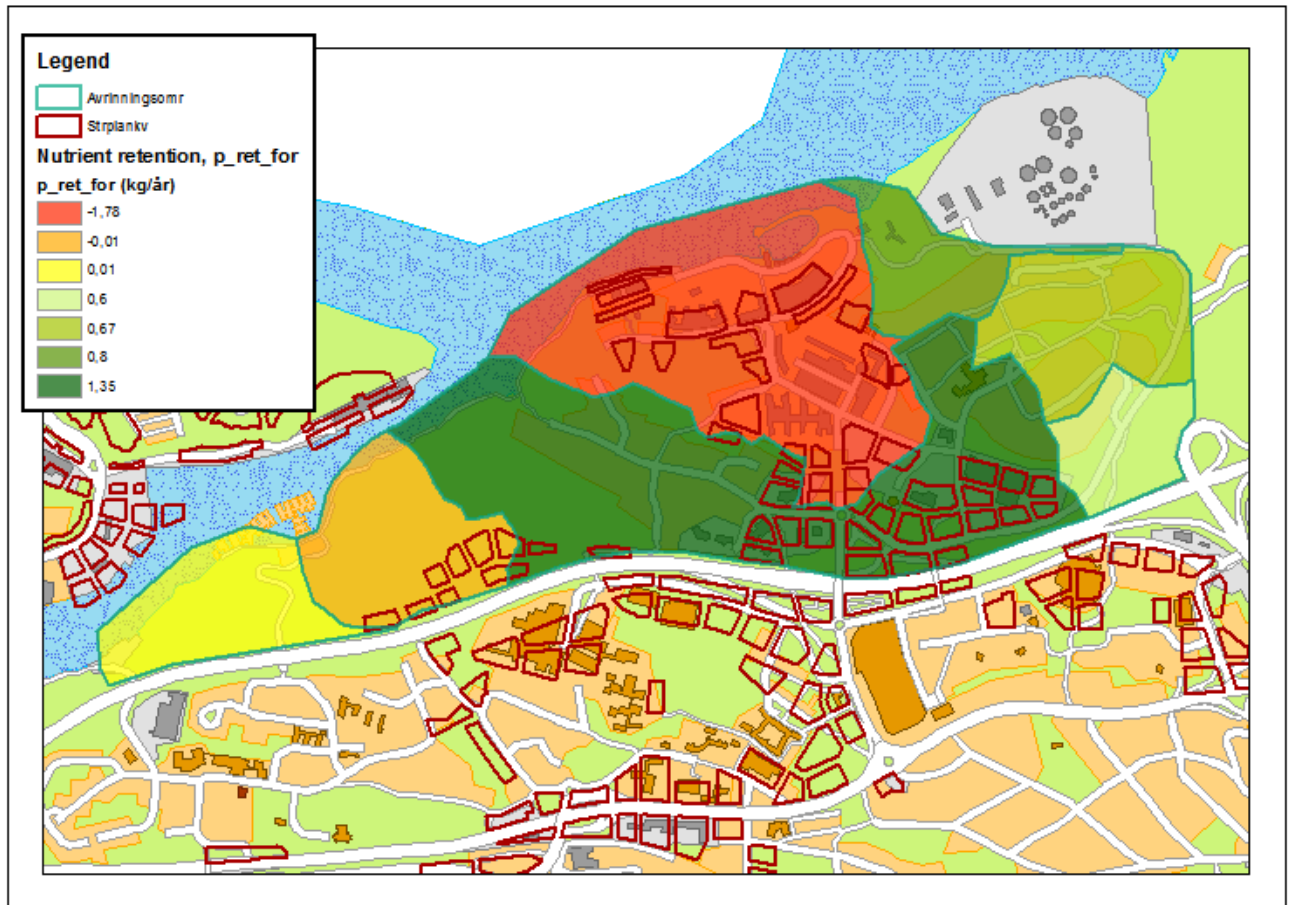 Legend
Avrinningsomr
Strplankv
Nutrient retention, p_ret_for
p_ret_for (kg/år)
-1,78
-0,01
0,01
0,6
0,67
0,8
1,35